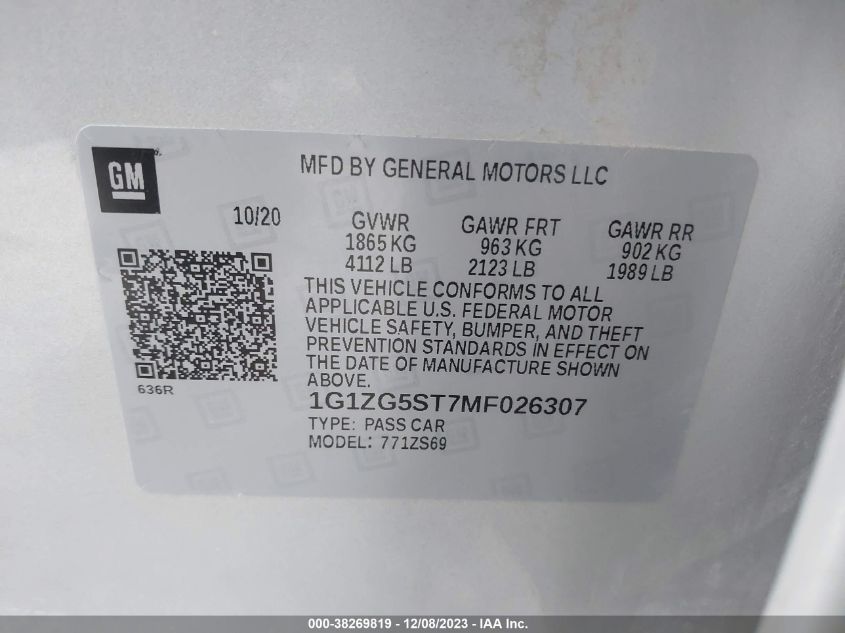 GM
MFD BY GENERAL MOTORS LLC
10/20
GVWR GAWR FRT GAWR RR
1865 KG 963 KG 902 KG
4112 LB 2123 LB 1989 LB
THIS VEHICLE CONFORMS TO ALL
APPLICABLE U.S. FEDERAL MOTOR
VEHICLE SAFETY, BUMPER, AND THEFT
PREVENTION STANDARDS IN EFFECT ON
THE DATE OF MANUFACTURE SHOWN
ABOVE.
636R
1G1ZG5ST7MF026307
TYPE: PASS CAR
MODEL: 771ZS69
000-38269819 - 12/08/2023 - IAA Inc.